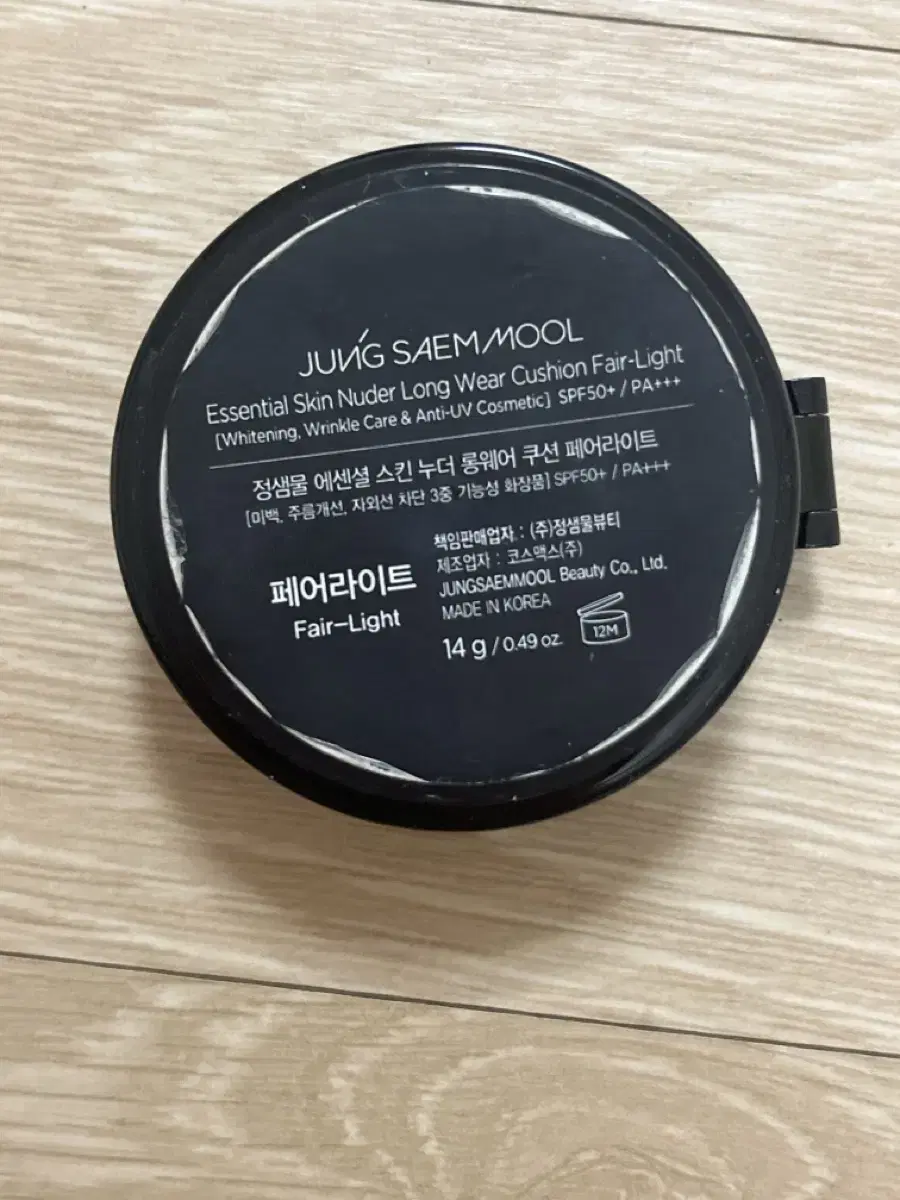 JUNG SAEM MOOL
Essential Skin Nuder Long Wear Cushion Fair-Light
[Whitening, Wrinkle Care & Anti-UV Cosmetic] SPF50+ / PA+++
정샘물 에센셜 스킨 누더 롱웨어 쿠션 페어라이트
[미백, 주름개선, 자외선 차단 3중 기능성 화장품] SPF50+ / PA+++
페어라이트
Fair-Light
책임판매업자 : (주)정샘물뷰티
제조업자 : 코스맥스(주)
JUNGSAEMMOOL Beauty Co., Ltd.
MADE IN KOREA
14 g / 0.49 oz.
12M